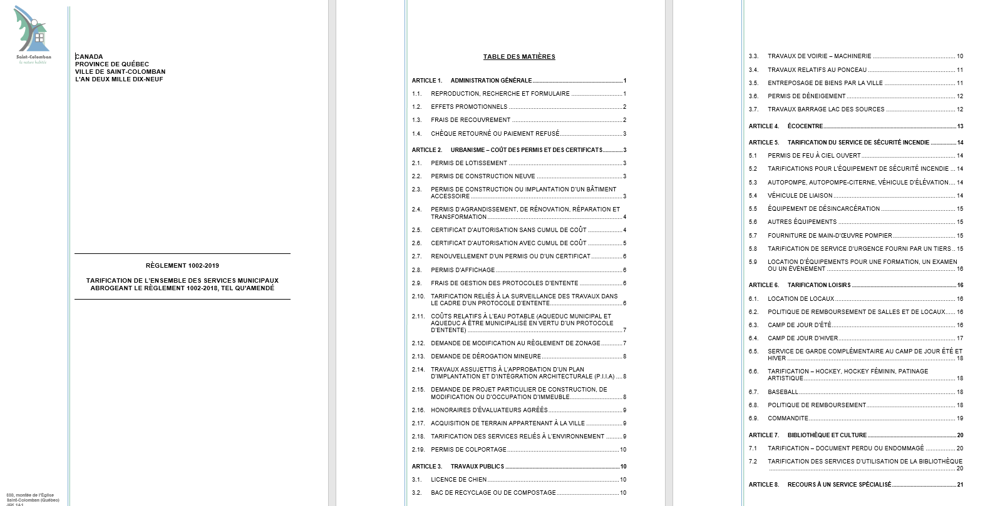 Saint-Colomban
la nature habitée
CANADA
PROVINCE DE QUÉBEC
VILLE DE SAINT-COLOMBAN
L'AN DEUX MILLE DIX-NEUF
RÈGLEMENT 1002-2019
TARIFICATION DE L'ENSEMBLE DES SERVICES MUNICIPAUX
ABROGEANT LE RÈGLEMENT 1002-2018, TEL QU'AMENDÉ
330, montée de l'Église
Saint-Colomban (Québec)
J5K 1A1
TABLE DES MATIÈRES
ARTICLE 1. ADMINISTRATION GÉNÉRALE 1
1.1. REPRODUCTION, RECHERCHE ET FORMULAIRE 1
1.2. EFFETS PROMOTIONNELS 2
1.3. FRAIS DE RECOUVREMENT 2
1.4. CHÈQUE RETOURNÉ OU PAIEMENT REFUSÉ 3
ARTICLE 2. URBANISME – COÛT DES PERMIS ET DES CERTIFICATS 3
2.1. PERMIS DE LOTISSEMENT 3
2.2. PERMIS DE CONSTRUCTION NEUVE 3
2.3. PERMIS DE CONSTRUCTION OU IMPLANTATION D'UN BÂTIMENT
ACCESSOIRE 3
2.4. PERMIS D'AGRANDISSEMENT, DE RÉNOVATION, RÉPARATION ET
TRANSFORMATION 4
2.5. CERTIFICAT D'AUTORISATION SANS CUMUL DE COÛT 4
2.6. CERTIFICAT D'AUTORISATION AVEC CUMUL DE COÛT 5
2.7. RENOUVELLEMENT D'UN PERMIS OU D'UN CERTIFICAT 6
2.8. PERMIS D'AFFICHAGE 6
2.9. FRAIS DE GESTION DES PROTOCOLES D'ENTENTE 6
2.10. TARIFICATION RELIÉS À LA SURVEILLANCE DES TRAVAUX DANS
LE CADRE D'UN PROTOCOLE D'ENTENTE 6
2.11. COÛTS RELATIFS À L'EAU POTABLE (AQUEDUC MUNICIPAL ET
AQUEDUC À ÊTRE MUNICIPALISÉ EN VERTU D'UN PROTOCOLE
D'ENTENTE) 7
2.12. DEMANDE DE MODIFICATION AU RÈGLEMENT DE ZONAGE 7
2.13. DEMANDE DE DÉROGATION MINEURE 8
2.14. TRAVAUX ASSUJETTIS À L'APPROBATION D'UN PLAN
D'IMPLANTATION ET D'INTÉGRATION ARCHITECTURALE (P.I.I.A) 8
2.15. DEMANDE DE PROJET PARTICULIER DE CONSTRUCTION, DE
MODIFICATION OU D'OCCUPATION D'IMMEUBLE 8
2.16. HONORAIRES D'ÉVALUATEURS AGRÉÉS 9
2.17. ACQUISITION DE TERRAIN APPARTENANT À LA VILLE 9
2.18. TARIFICATION DES SERVICES RELIÉS À L'ENVIRONNEMENT 9
2.19. PERMIS DE COLPORTAGE 10
ARTICLE 3. TRAVAUX PUBLICS 10
3.1. LICENCE DE CHIEN 10
3.2. BAC DE RECYCLAGE OU DE COMPOSTAGE 10
3.3. TRAVAUX DE VOIRIE – MACHINERIE 10
3.4. TRAVAUX RELATIFS AU PONCEAU 11
3.5. ENTREPOSAGE DE BIENS PAR LA VILLE 11
3.6. PERMIS DE DÉNEIGEMENT 12
3.7. TRAVAUX BARRAGE LAC DES SOURCES 12
ARTICLE 4. ÉCOCENTRE 13
ARTICLE 5. TARIFICATION DU SERVICE DE SÉCURITÉ INCENDIE 14
5.1 PERMIS DE FEU À CIEL OUVERT 14
5.2 TARIFICATIONS POUR L'ÉQUIPEMENT DE SÉCURITÉ INCENDIE 14
5.3 AUTOPOMPE, AUTOPOMPE-CITERNE, VÉHICULE D'ÉLÉVATION 14
5.4 VÉHICULE DE LIAISON 14
5.5 ÉQUIPEMENT DE DÉSINCARCÉRATION 15
5.6 AUTRES ÉQUIPEMENTS 15
5.7 FOURNITURE DE MAIN-D'ŒUVRE POMPIER 15
5.8 TARIFICATION DE SERVICE D'URGENCE FOURNI PAR UN TIERS 15
5.9 LOCATION D'ÉQUIPEMENTS POUR UNE FORMATION, UN EXAMEN
OU UN ÉVÉNEMENT 16
ARTICLE 6. TARIFICATION LOISIRS 16
6.1. LOCATION DE LOCAUX 16
6.2. POLITIQUE DE REMBOURSEMENT DE SALLES ET DE LOCAUX 16
6.3. CAMP DE JOUR D'ÉTÉ 16
6.4. CAMP DE JOUR D'HIVER 17
6.5. SERVICE DE GARDE COMPLÉMENTAIRE AU CAMP DE JOUR ÉTÉ ET
HIVER 18
6.6. TARIFICATION – HOCKEY, HOCKEY FÉMININ, PATINAGE
ARTISTIQUE 18
6.7. BASEBALL 18
6.8. POLITIQUE DE REMBOURSEMENT 18
6.9. COMMANDITE 19
ARTICLE 7. BIBLIOTHÈQUE ET CULTURE 20
7.1 TARIFICATION – DOCUMENT PERDU OU ENDOMMAGÉ 20
7.2 TARIFICATION DES SERVICES D'UTILISATION DE LA BIBLIOTHÈQUE
20
ARTICLE 8. RECOURS À UN SERVICE SPÉCIALISÉ 21